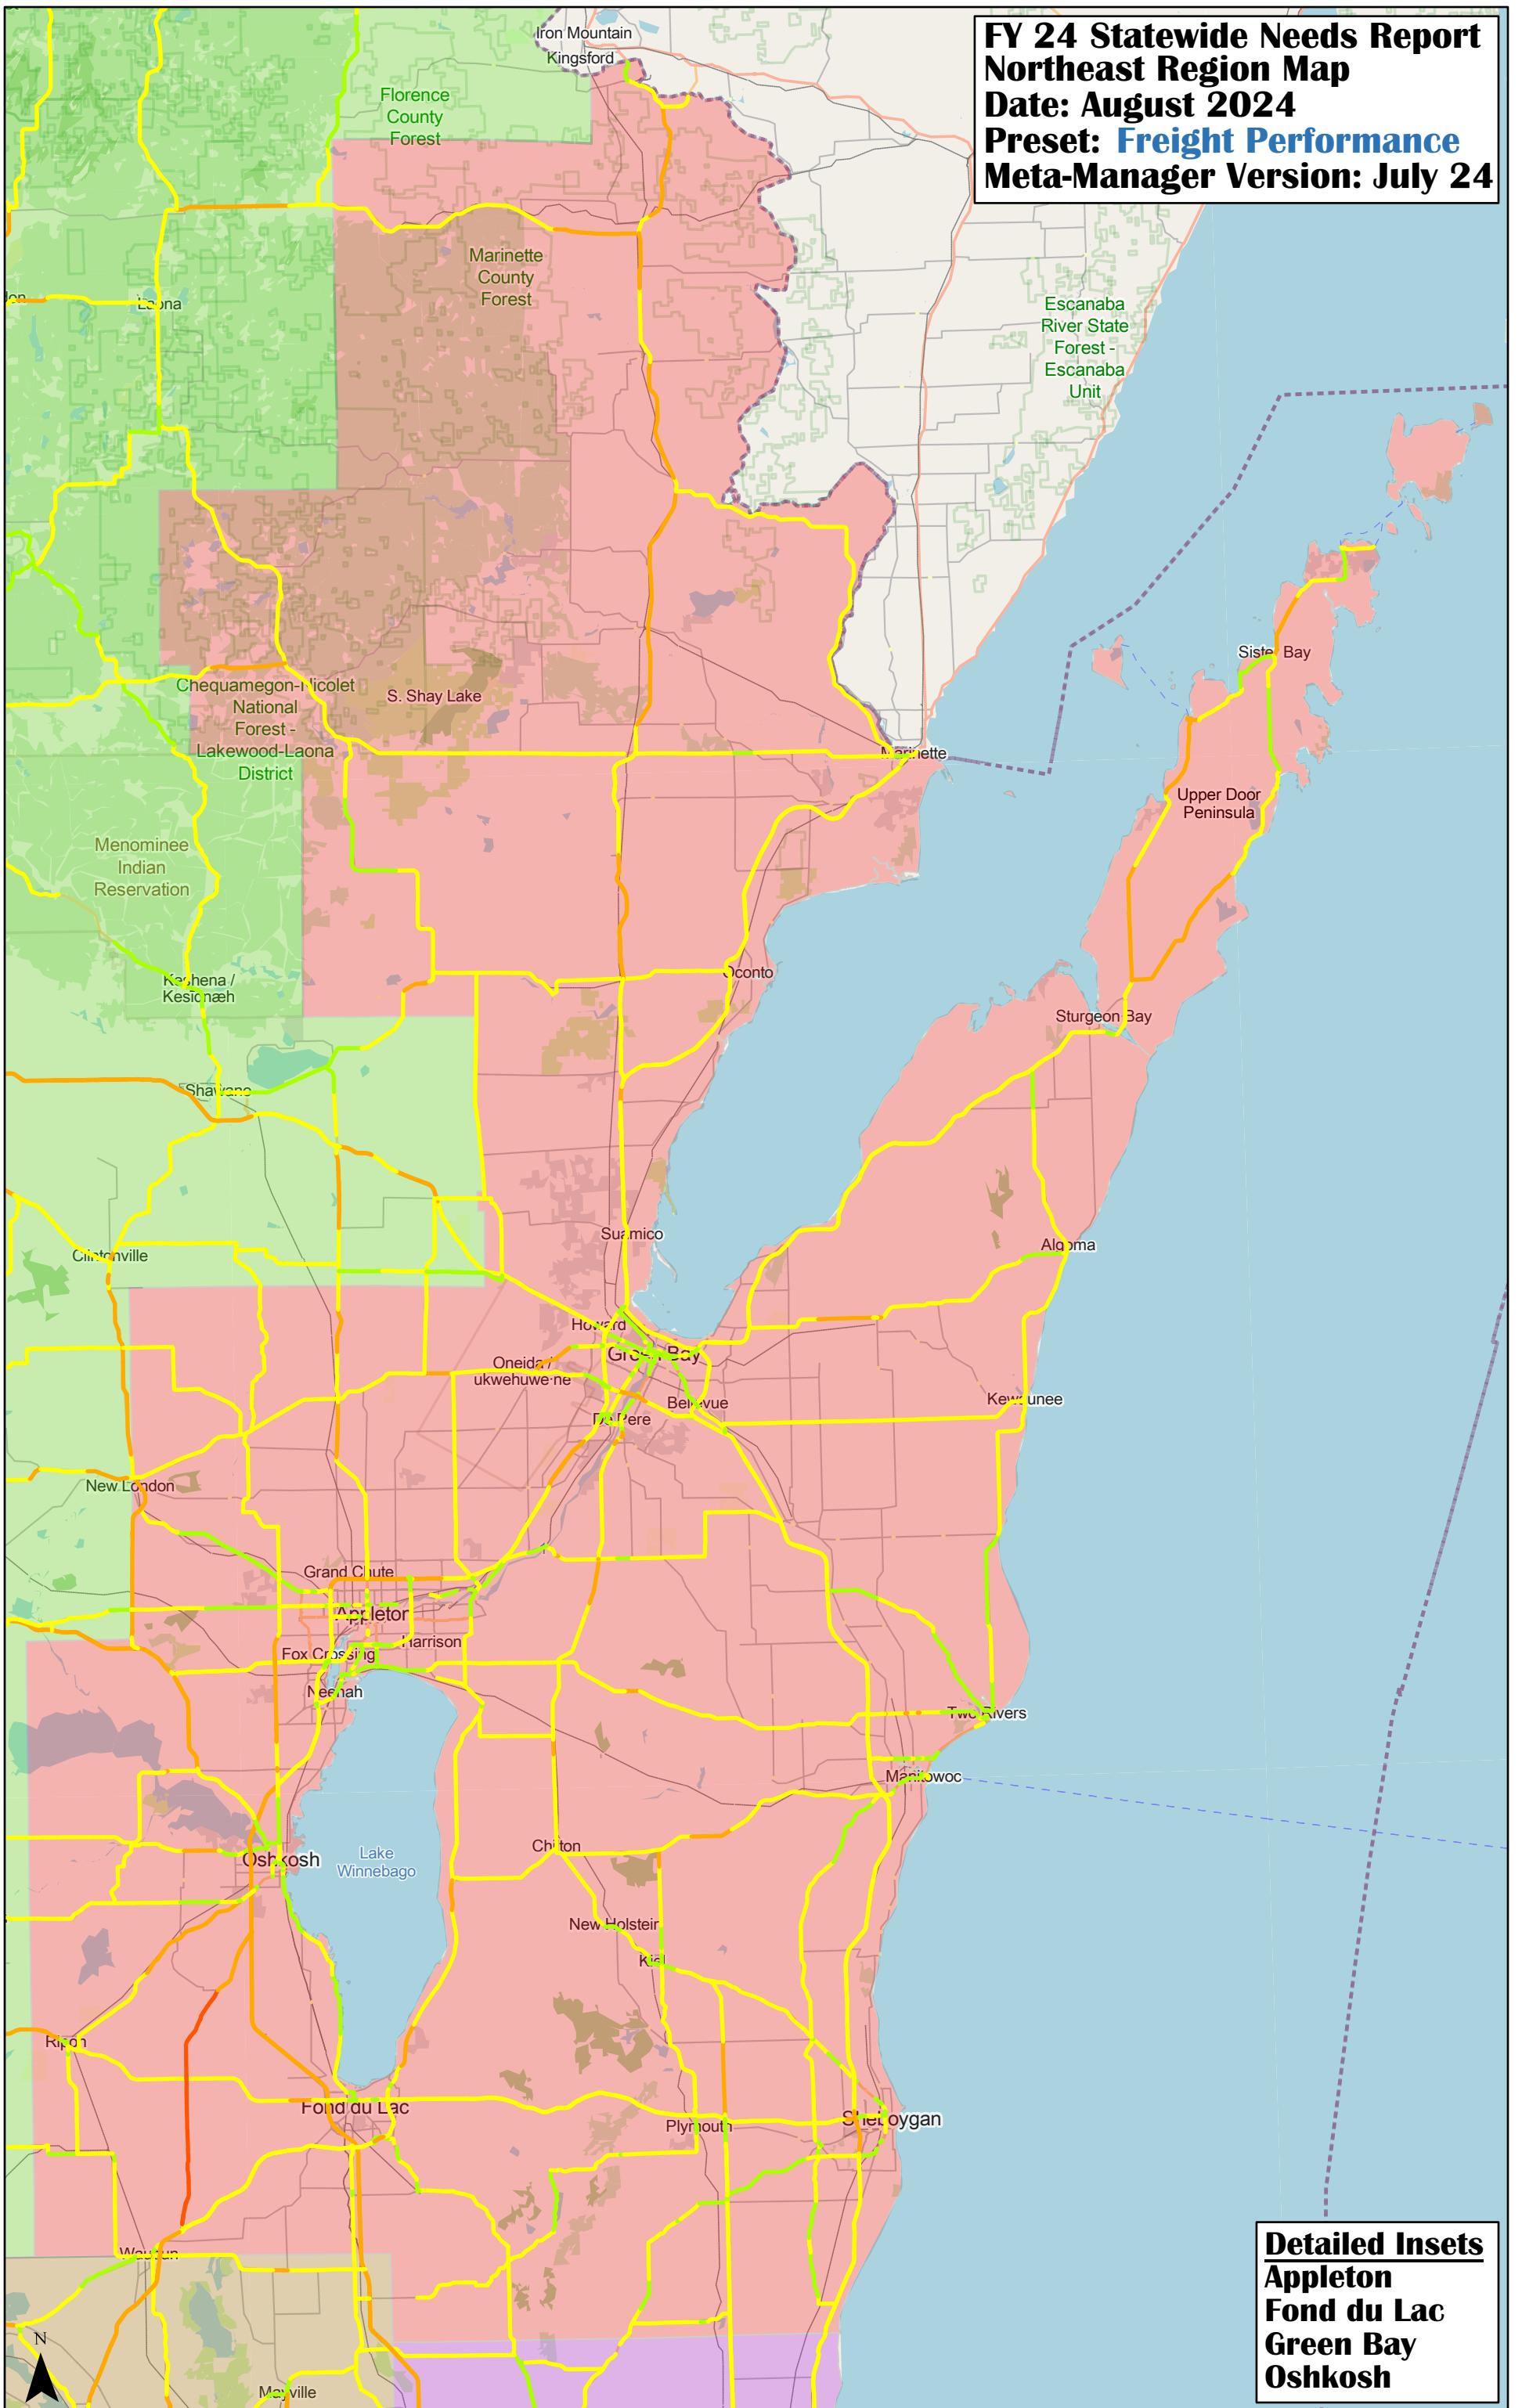 FY 24 Statewide Needs Report
Northeast Region Map
Date: August 2024
Preset: Freight Performance
Meta-Manager Version: July 24
Iron Mountain
Kingsford
Florence
County
Forest
Marinette
County
Forest
Laona
Escanaba
River State
Forest -
Escanaba
Unit
Sister Bay
Chequamegon-Nicolet
National
Forest -
Lakewood-Laona
District
S. Shay Lake
Marinette
Upper Door
Peninsula
Menominee
Indian
Reservation
Keshena /
Kesīqnæh
Oconto
Sturgeon Bay
Shawano
Suamico
Algoma
Clintonville
Howard
Green Bay
Oneida /
ukwehuwe·ne
Bellevue
De Pere
Kewaunee
New London
Grand Chute
Appleton
Harrison
Fox Crossing
Neenah
Two Rivers
Manitowoc
Chilton
Oshkosh
Lake
Winnebago
New Holstein
Kiel
Ripon
Fond du Lac
Plymouth
Sheboygan
Waupun
Mayville
N
Detailed Insets
Appleton
Fond du Lac
Green Bay
Oshkosh